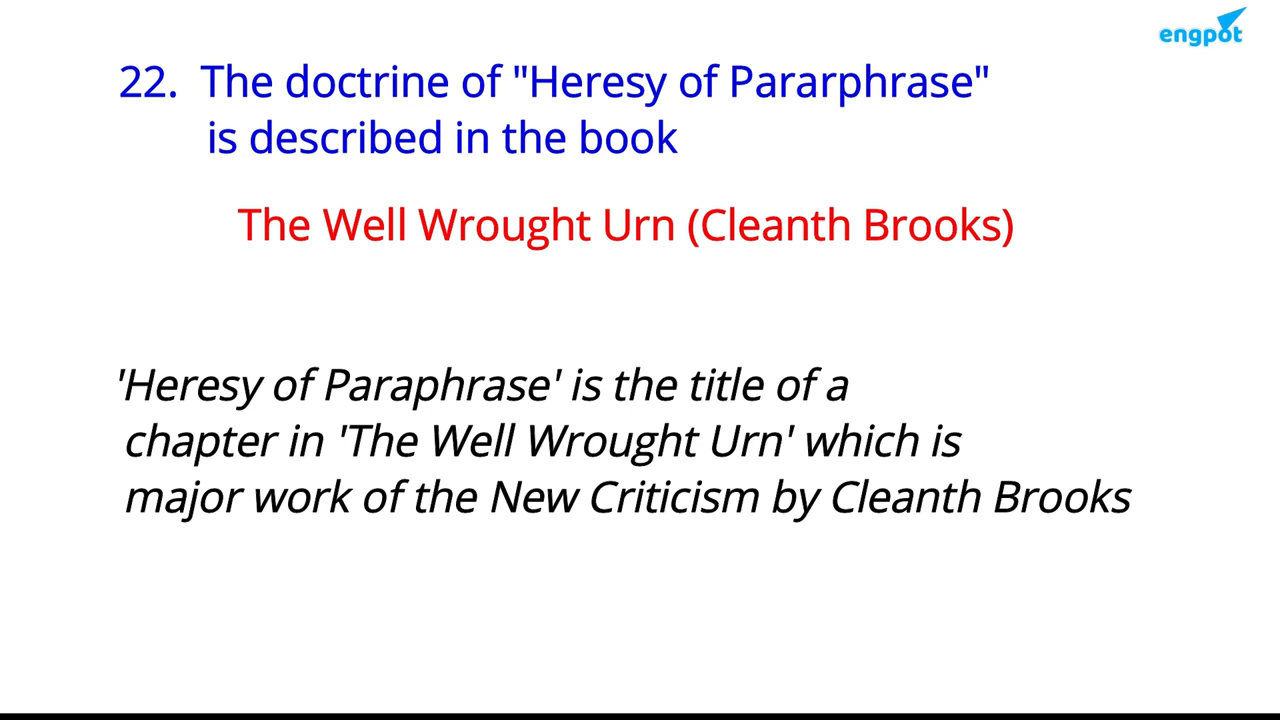 engpot
22. The doctrine of "Heresy of Pararphrase"
is described in the book
The Well Wrought Urn (Cleanth Brooks)
'Heresy of Paraphrase' is the title of a
chapter in 'The Well Wrought Urn' which is
major work of the New Criticism by Cleanth Brooks